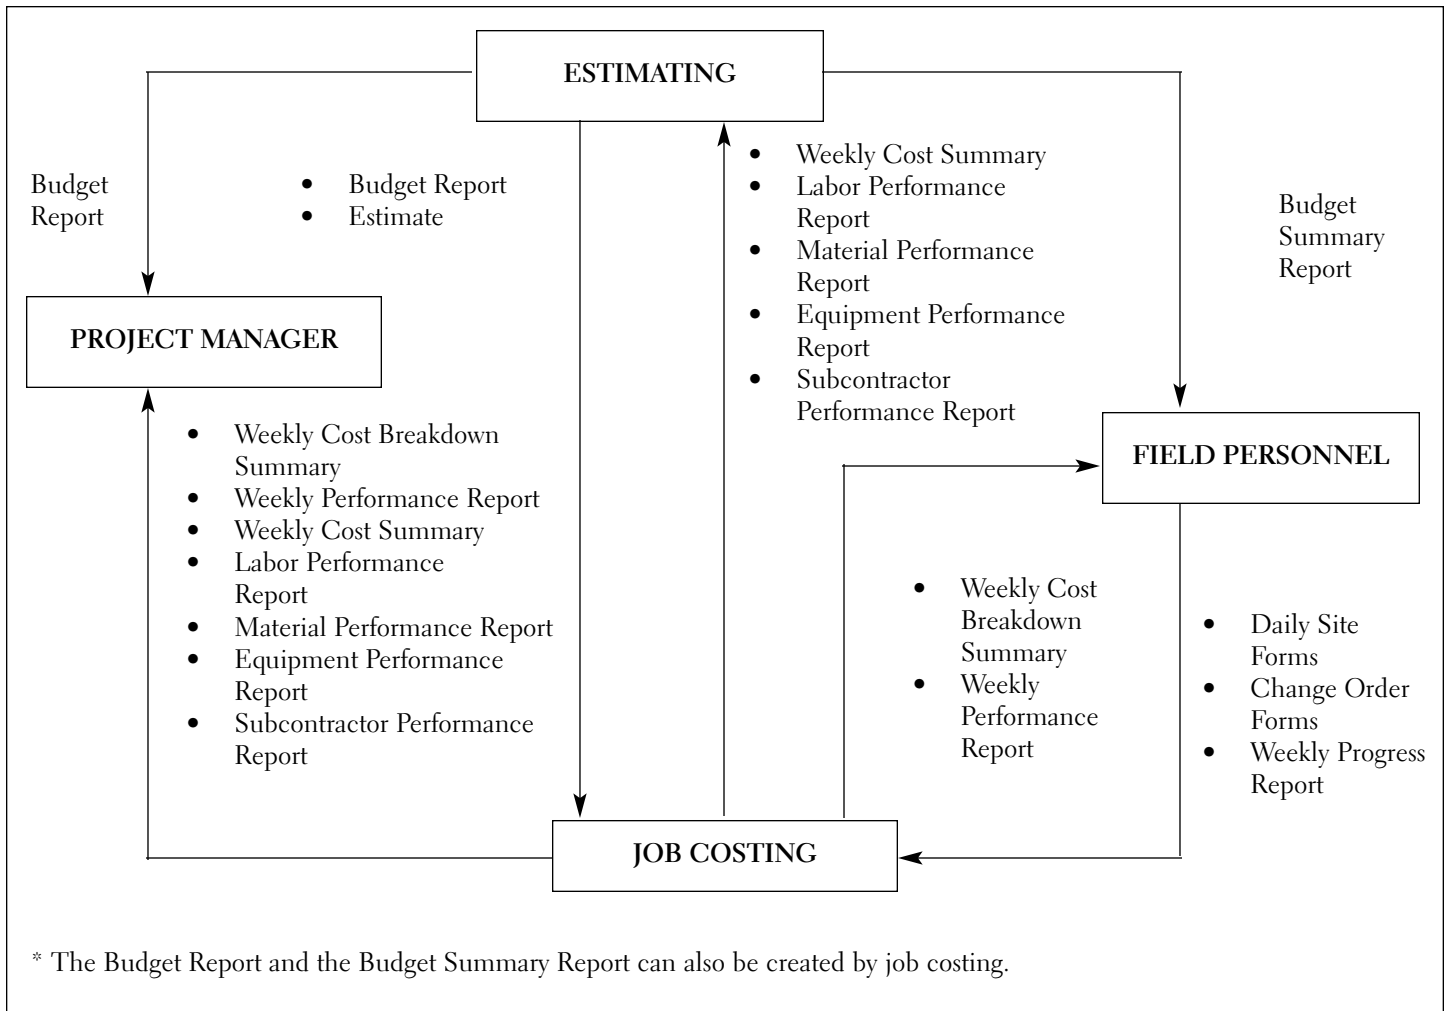 ESTIMATING
Budget
Report
• Budget Report
• Estimate
• Weekly Cost Summary
• Labor Performance
Report
• Material Performance
Report
• Equipment Performance
Report
• Subcontractor
Performance Report
Budget
Summary
Report
PROJECT MANAGER
FIELD PERSONNEL
• Weekly Cost Breakdown
Summary
• Weekly Performance Report
• Weekly Cost Summary
• Labor Performance
Report
• Material Performance Report
• Equipment Performance
Report
• Subcontractor Performance
Report
• Weekly Cost
Breakdown
Summary
• Weekly
Performance
Report
• Daily Site
Forms
• Change Order
Forms
• Weekly Progress
Report
JOB COSTING
* The Budget Report and the Budget Summary Report can also be created by job costing.